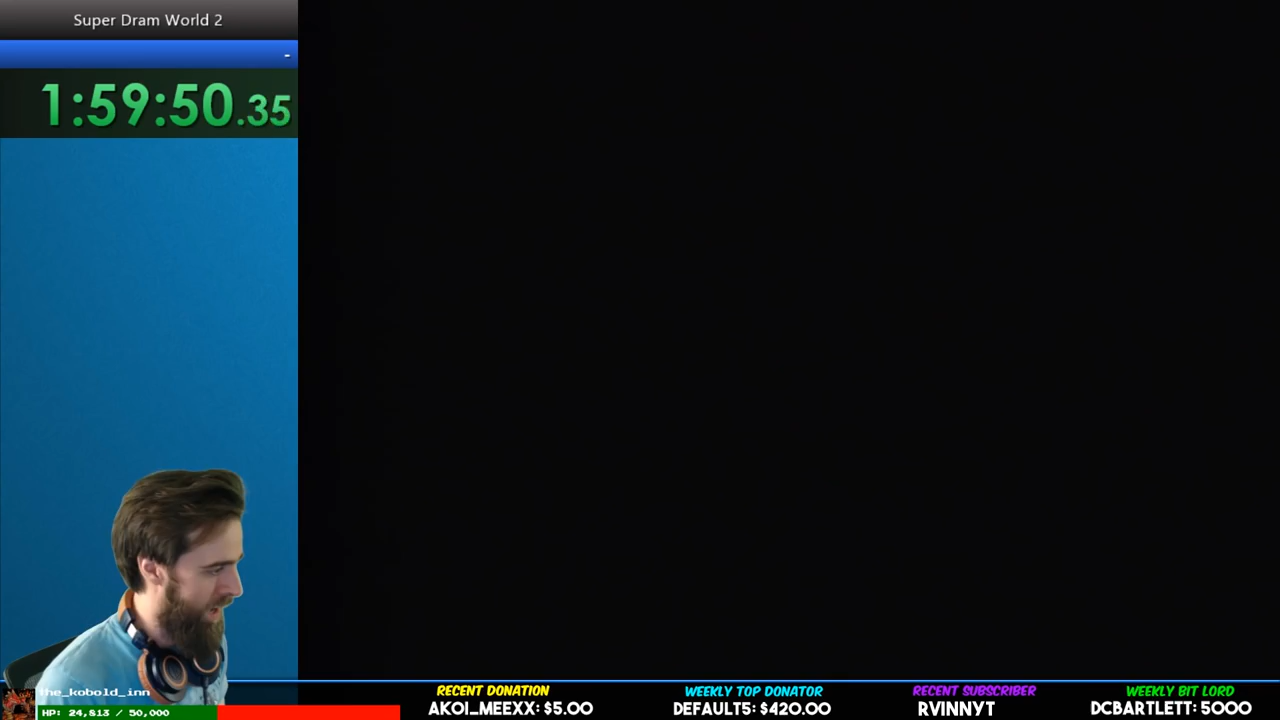 Super Dram World 2
-
1:59:50.35
the_kobold_inn
HP: 24,813 / 50,000
RECENT DONATION
AKOI_MEEXX: $5.00
WEEKLY TOP DONATOR
DEFAULT5: $420.00
RECENT SUBSCRIBER
RVINNYT
WEEKLY BIT LORD
DCBARTLETT: 5000